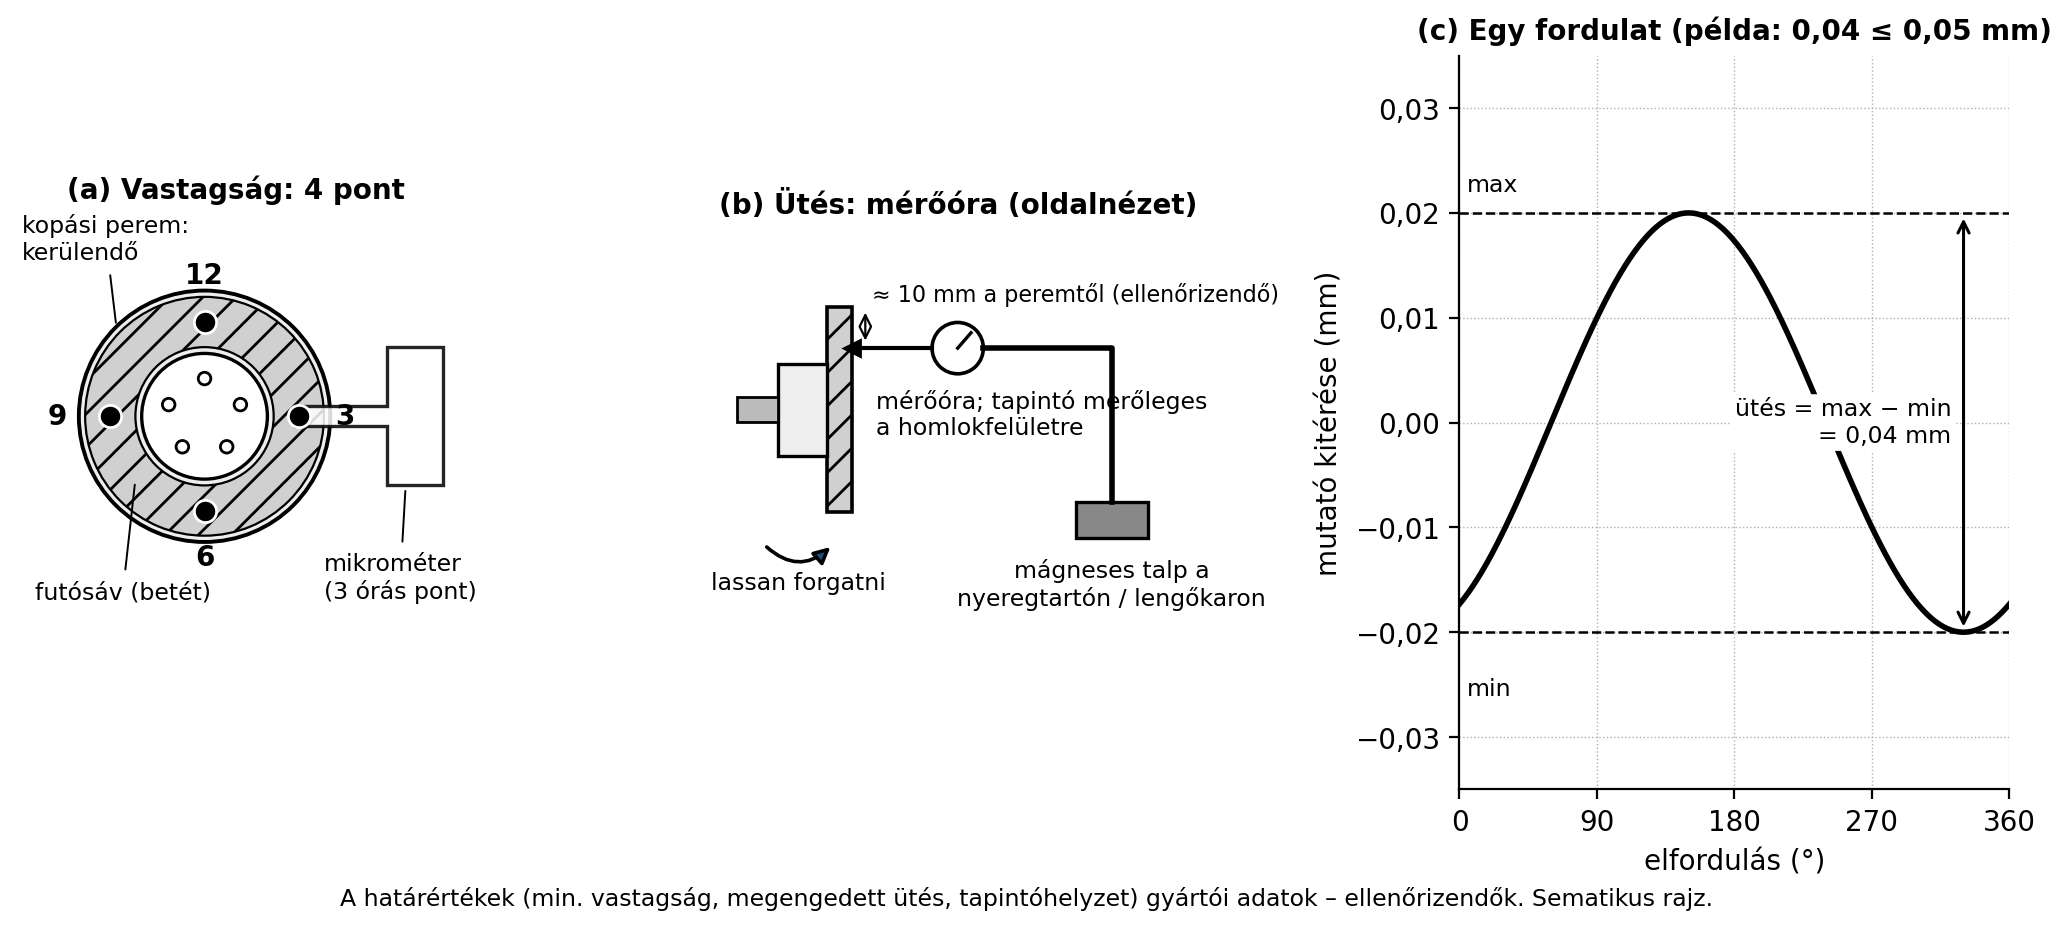 (a) Vastagság: 4 pont
kopási perem:
kerülendő
12
9
3
6
futósáv (betét)
mikrométer
(3 órás pont)
(b) Ütés: mérőóra (oldalnézet)
≈ 10 mm a peremtől (ellenőrizendő)
mérőóra; tapintó merőleges
a homlokfelületre
lassan forgatni
mágneses talp a
nyeregtartón / lengőkaron
(c) Egy fordulat (példa: 0,04 ≤ 0,05 mm)
mutató kitérése (mm)
0,03
0,02
0,01
0,00
−0,01
−0,02
−0,03
max
ütés = max − min
= 0,04 mm
min
0
90
180
270
360
elfordulás (°)
A határértékek (min. vastagság, megengedett ütés, tapintóhelyzet) gyártói adatok – ellenőrizendők. Sematikus rajz.